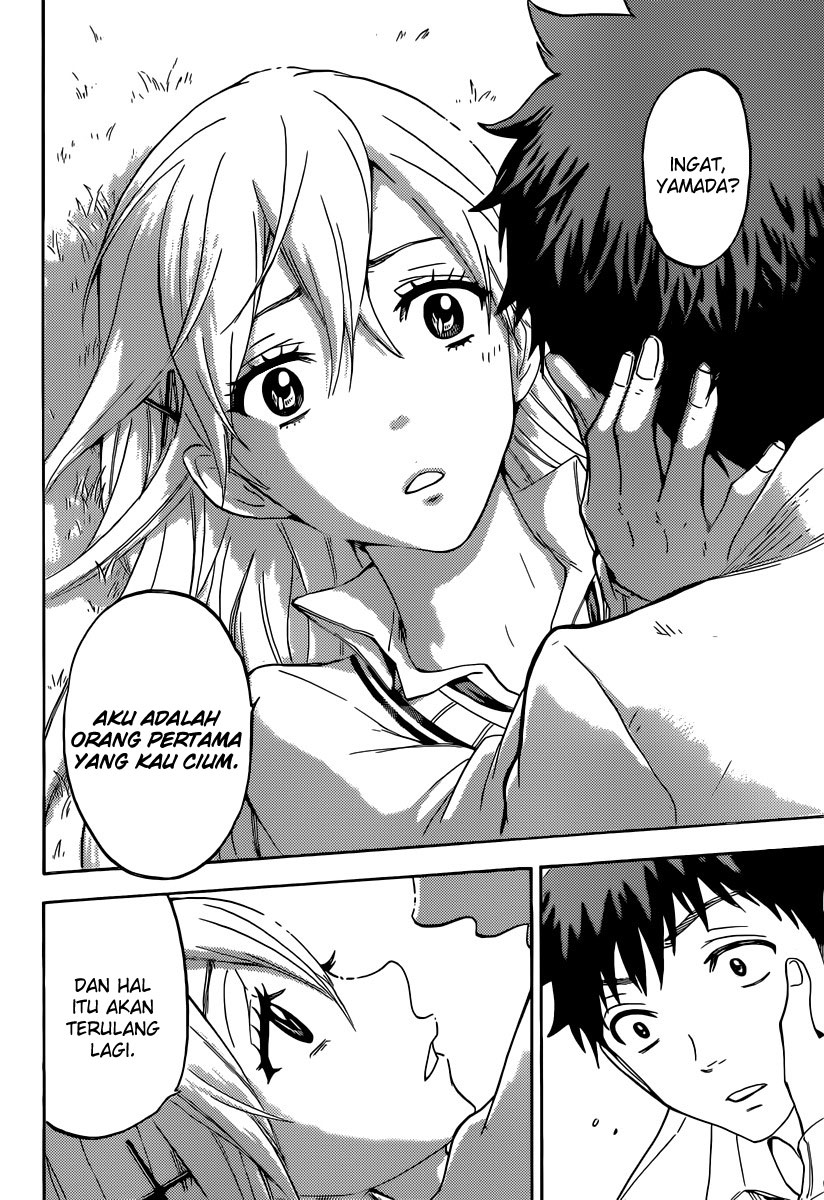 INGAT,
YAMADA?
AKU ADALAH
ORANG PERTAMA
YANG KAU CIUM.
DAN HAL
ITU AKAN
TERULANG
LAGI.